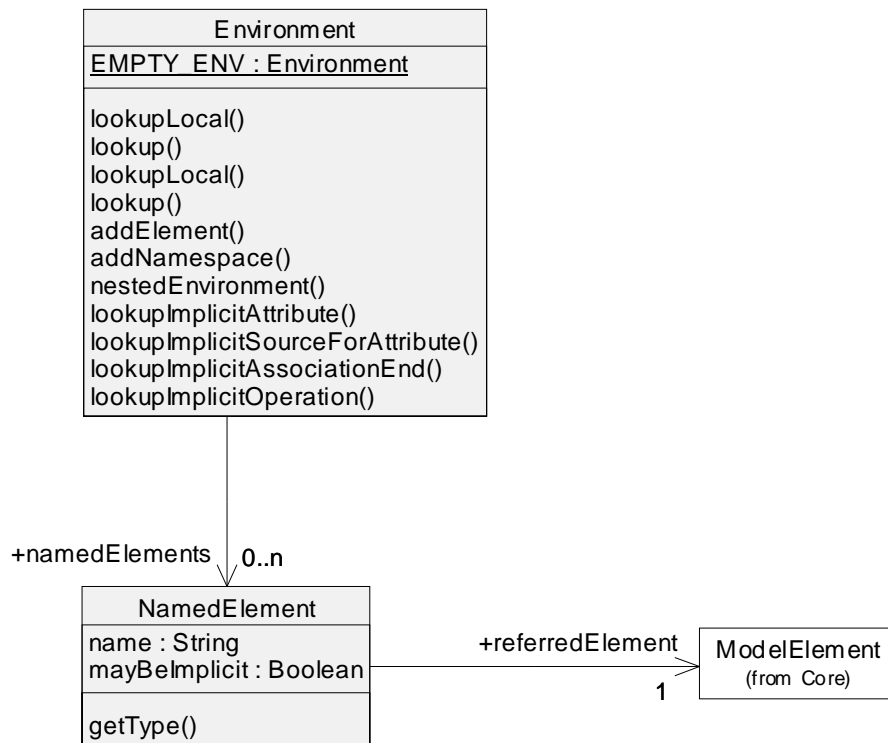 Environment
EMPTY_ENV : Environment
lookupLocal()
lookup()
lookupLocal()
lookup()
addElement()
addNamespace()
nestedEnvironment()
lookupImplicitAttribute()
lookupImplicitSourceForAttribute()
lookupImplicitAssociationEnd()
lookupImplicitOperation()
+namedElements
0..n
NamedElement
name : String
mayBeImplicit : Boolean
getType()
+referredElement
1
ModelElement
(from Core)